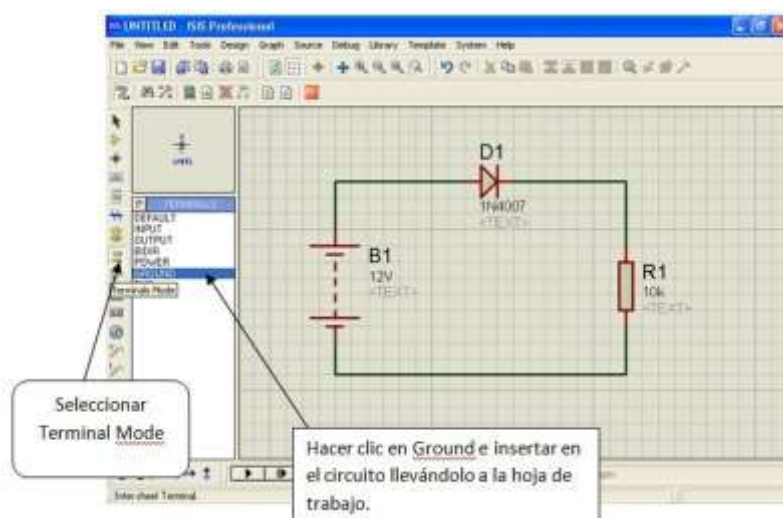 UNTITLED - ISIS Professional
File View Edit Tools Design Graph Source Debug Library Template System Help
P TERMINALS
DEFAULT
INPUT
OUTPUT
BIDIR
POWER
GROUND
Terminals Mode
D1
1N4007
<TEXT>
B1
12V
<TEXT>
R1
10k
<TEXT>
Seleccionar
Terminal Mode
Hacer clic en Ground e insertar en
el circuito llevándolo a la hoja de
trabajo.
Inter-sheet Terminal